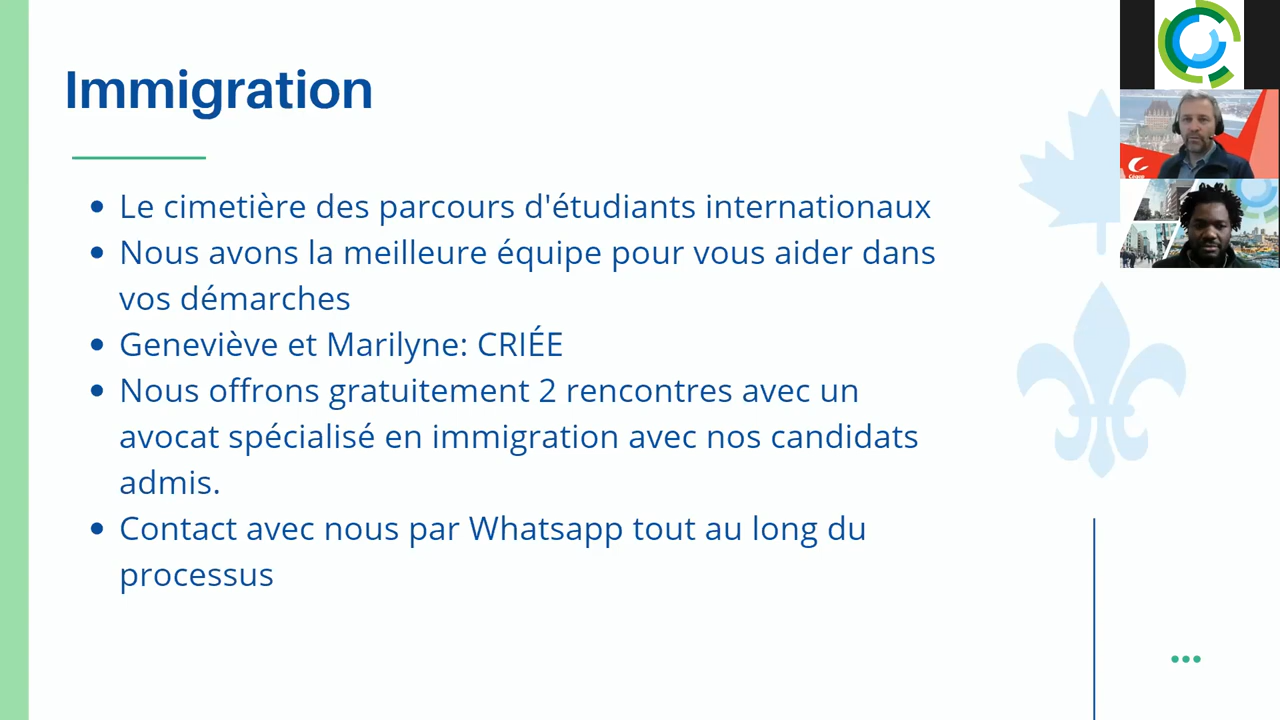 Immigration
Le cimetière des parcours d'étudiants internationaux
Nous avons la meilleure équipe pour vous aider dans
vos démarches
Geneviève et Marilyne: CRIÉE
Nous offrons gratuitement 2 rencontres avec un
avocat spécialisé en immigration avec nos candidats
admis.
Contact avec nous par Whatsapp tout au long du
processus